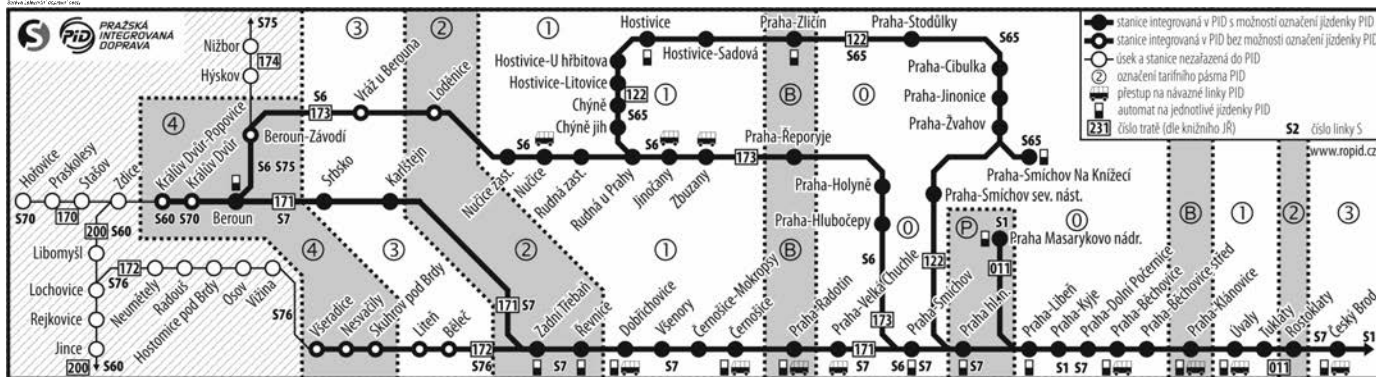 PRAŽSKÁ
INTEGROVANÁ
DOPRAVA
S
PID
S75
Nižbor
174
Hýskov
3
2
1
Hostivice
Praha-Zličín
Praha-Stodůlky
Hostivice-Sadová
122
S65
S65
Hostivice-U hřbitova
Hostivice-Litovice
122
1
Chýně
S65
Chýně jih
B
0
Praha-Cibulka
Praha-Jinonice
Praha-Žvahov
S65
Praha-Smíchov Na Knížecí
Praha-Smíchov sev. nást.
stanice integrovaná v PID s možností označení jízdenky PID
stanice integrovaná v PID bez možnosti označení jízdenky PID
úsek a stanice nezařazená do PID
2 označení tarifního pásma PID
přestup na návazné linky PID
automat na jednotlivé jízdenky PID
231 číslo tratě (dle knižního JŘ)
S2 číslo linky S
www.ropid.cz
4
S6
173
Vráž u Berouna
Loděnice
Beroun-Závodí
S6 S75
Králův Dvůr-Popovice
Králův Dvůr
Hořovice
Praskolesy
Stašov
Zdice
S70
170
200
S60
S60
S70
Beroun
171
S7
Srbsko
Karlštejn
S6
Nučice zast.
Nučice
Rudná zast.
Rudná u Prahy
S6
Jinočany
Zbuzany
173
Praha-Řeporyje
Praha-Holyně
Praha-Hlubočepy
0
S6
173
122
P
S1
Praha Masarykovo nádr.
011
0
B
1
2
3
Libomyšl
172
S76
Lochovice
Neumětely
Radouš
Hostomice pod Brdy
Osov
Vižina
S76
Rejkovice
Jince
200
S60
4
3
2
1
B
Všeradice
Nesvačily
Skuhrov pod Brdy
Liteň
Běleč
172
S76
171
S7
Zadní Třebaň
S7
Řevnice
Dobřichovice
Všenory
S7
Černošice-Mokropsy
Černošice
Praha-Radotín
Praha-Velká Chuchle
171
S7
S6
S7
Praha-Smíchov
Praha hl.n.
S7
Praha-Libeň
Praha-Kyje
S1 S7
Praha-Dolní Počernice
Praha-Běchovice
Praha-Běchovice střed
Praha-Klánovice
Úvaly
Tuklaty
011
Rostoklaty
S7
Český Brod
S1